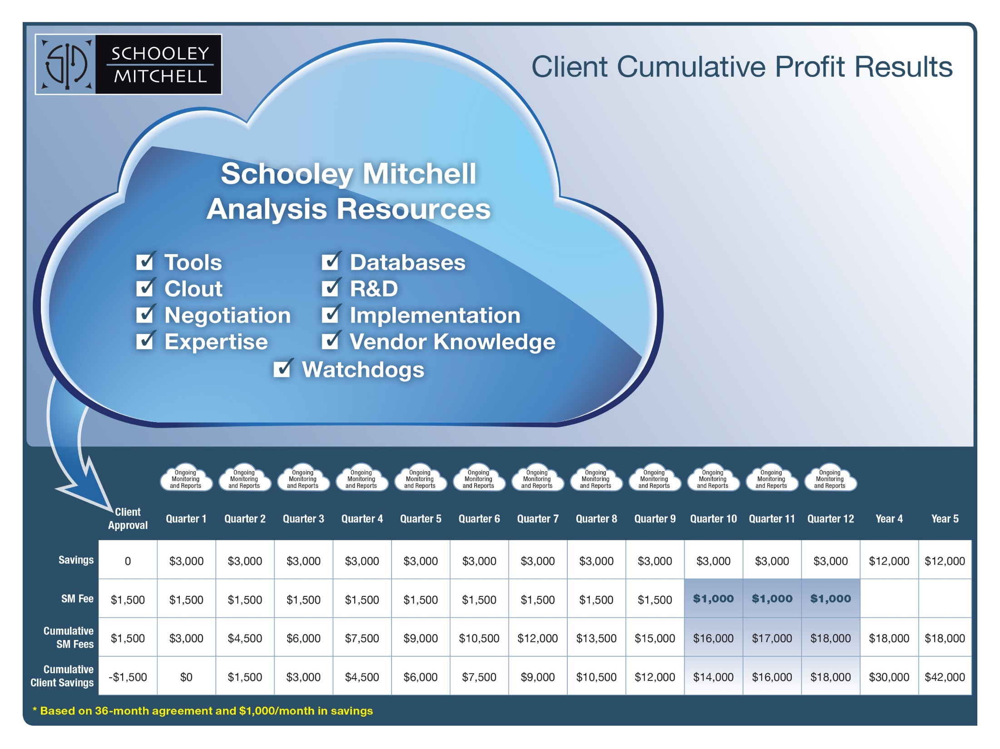 SCHOOLEY
MITCHELL
Client Cumulative Profit Results
Schooley Mitchell
Analysis Resources
Tools
Clout
Negotiation
Expertise
Databases
R&D
Implementation
Vendor Knowledge
Watchdogs
Ongoing Monitoring and Reports
Ongoing Monitoring and Reports
Ongoing Monitoring and Reports
Ongoing Monitoring and Reports
Ongoing Monitoring and Reports
Ongoing Monitoring and Reports
Ongoing Monitoring and Reports
Ongoing Monitoring and Reports
Ongoing Monitoring and Reports
Ongoing Monitoring and Reports
Ongoing Monitoring and Reports
Ongoing Monitoring and Reports
Client Approval Quarter 1 Quarter 2 Quarter 3 Quarter 4 Quarter 5 Quarter 6 Quarter 7 Quarter 8 Quarter 9 Quarter 10 Quarter 11 Quarter 12 Year 4 Year 5
Savings 0 $3,000 $3,000 $3,000 $3,000 $3,000 $3,000 $3,000 $3,000 $3,000 $3,000 $3,000 $3,000 $12,000 $12,000
SM Fee $1,500 $1,500 $1,500 $1,500 $1,500 $1,500 $1,500 $1,500 $1,500 $1,500 $1,000 $1,000 $1,000
Cumulative SM Fees $1,500 $3,000 $4,500 $6,000 $7,500 $9,000 $10,500 $12,000 $13,500 $15,000 $16,000 $17,000 $18,000 $18,000 $18,000
Cumulative Client Savings -$1,500 $0 $1,500 $3,000 $4,500 $6,000 $7,500 $9,000 $10,500 $12,000 $14,000 $16,000 $18,000 $30,000 $42,000
* Based on 36-month agreement and $1,000/month in savings